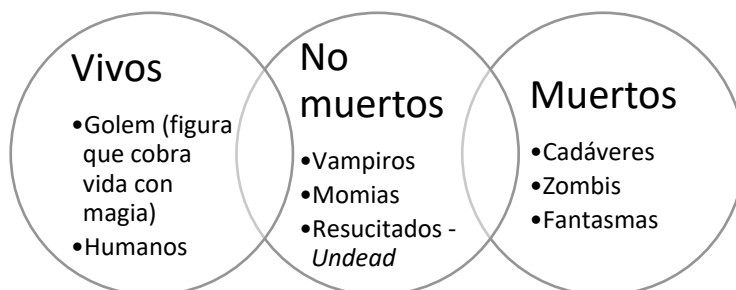 Vivos
•Golem (figura
que cobra
vida con
magia)
•Humanos
No
muertos
•Vampiros
•Momias
•Resucitados -
Undead
Muertos
•Cadáveres
•Zombis
•Fantasmas